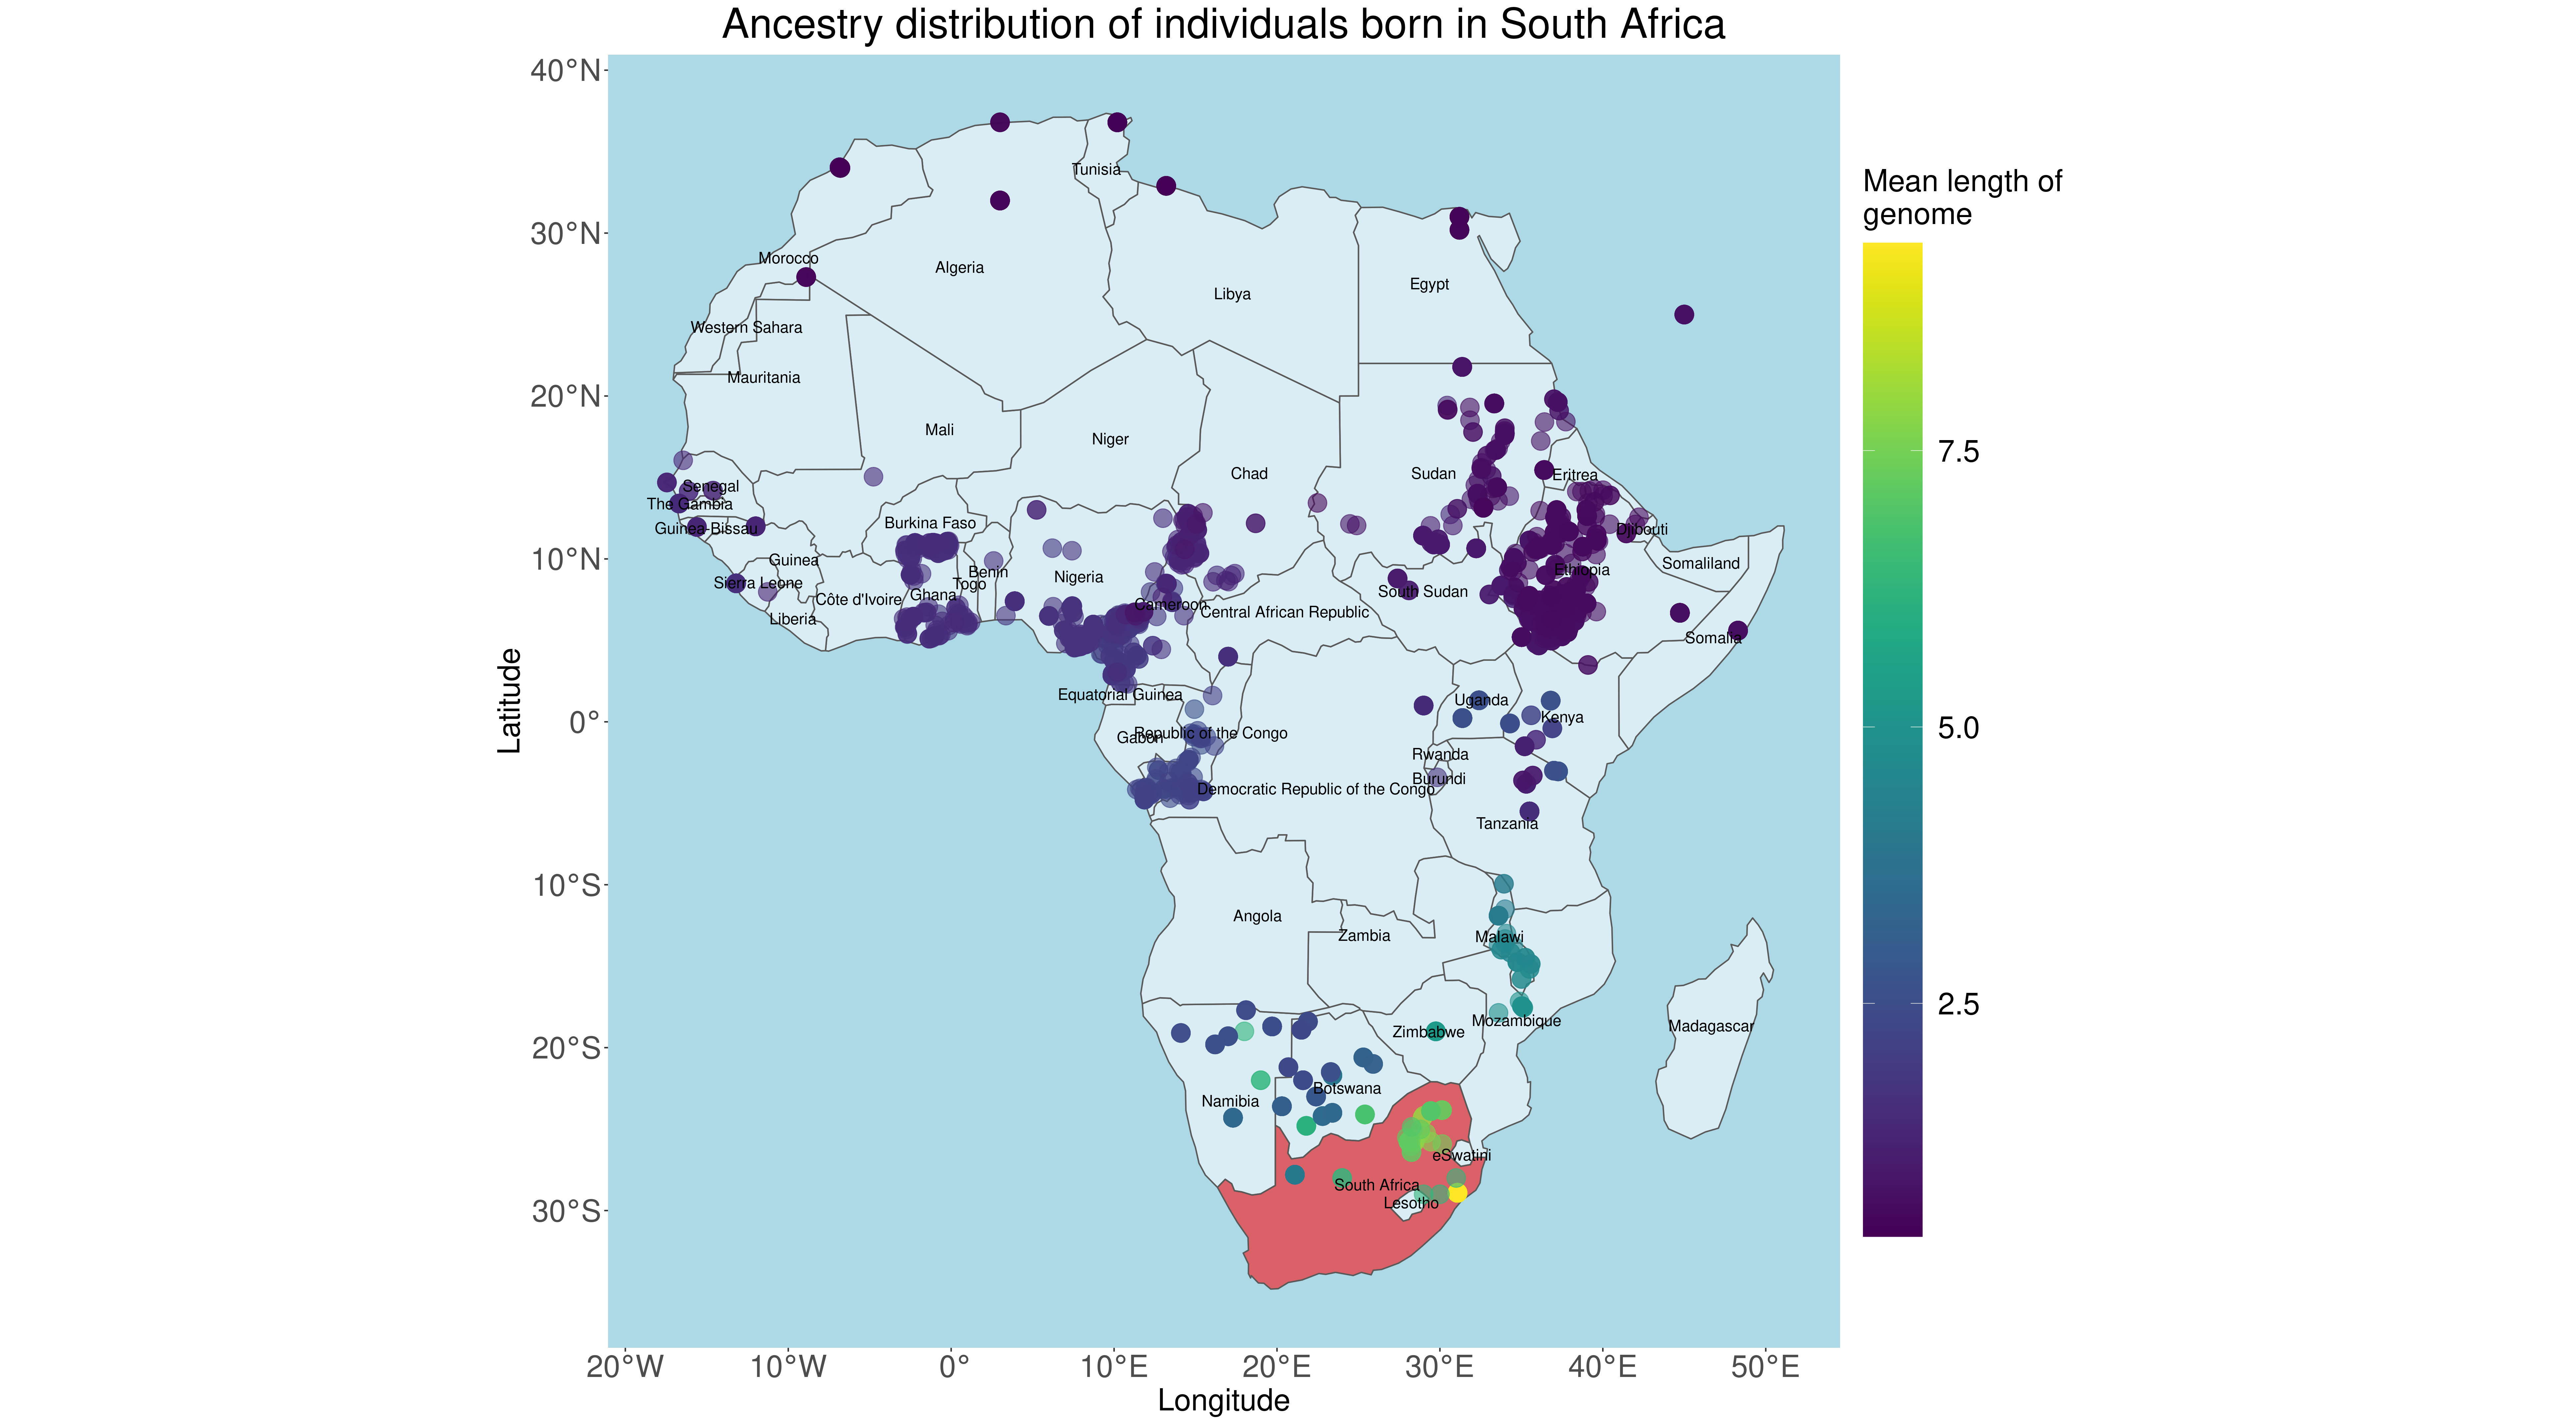 Ancestry distribution of individuals born in South Africa
40°N
30°N
20°N
10°N
0°
10°S
20°S
30°S
Latitude
20°W
10°W
0°
10°E
20°E
30°E
40°E
50°E
Longitude
Mean length of
genome
7.5
5.0
2.5
Tunisia
Morocco
Algeria
Libya
Egypt
Western Sahara
Mauritania
Mali
Niger
Chad
Sudan
Eritrea
Senegal
The Gambia
Guinea-Bissau
Burkina Faso
Djibouti
Guinea
Sierra Leone
Liberia
Côte d'Ivoire
Ghana
Togo
Benin
Nigeria
Cameroon
Central African Republic
South Sudan
Ethiopia
Somaliland
Somalia
Equatorial Guinea
Gabon
Republic of the Congo
Uganda
Kenya
Rwanda
Burundi
Democratic Republic of the Congo
Tanzania
Angola
Zambia
Malawi
Mozambique
Zimbabwe
Madagascar
Namibia
Botswana
eSwatini
South Africa
Lesotho